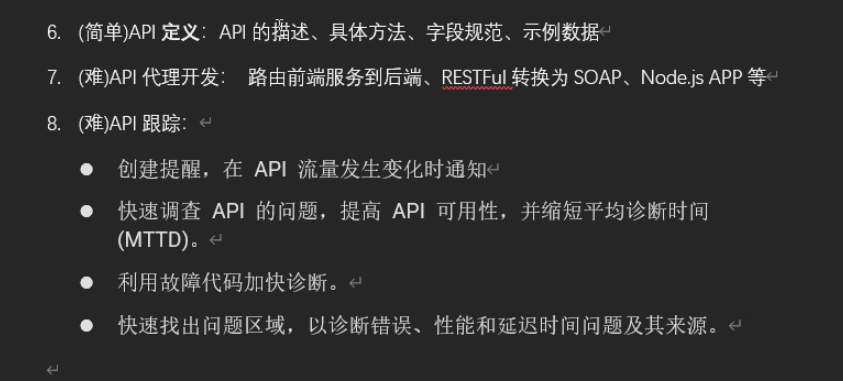 6. (简单)API 定义：API 的描述、具体方法、字段规范、示例数据↵
7. (难)API 代理开发： 路由前端服务到后端、RESTFul 转换为 SOAP、Node.js APP 等↵
8. (难)API 跟踪：↵
● 创建提醒，在 API 流量发生变化时通知↵
● 快速调查 API 的问题，提高 API 可用性，并缩短平均诊断时间
(MTTD)。↵
● 利用故障代码加快诊断。↵
● 快速找出问题区域，以诊断错误、性能和延迟时间问题及其来源。↵
↵